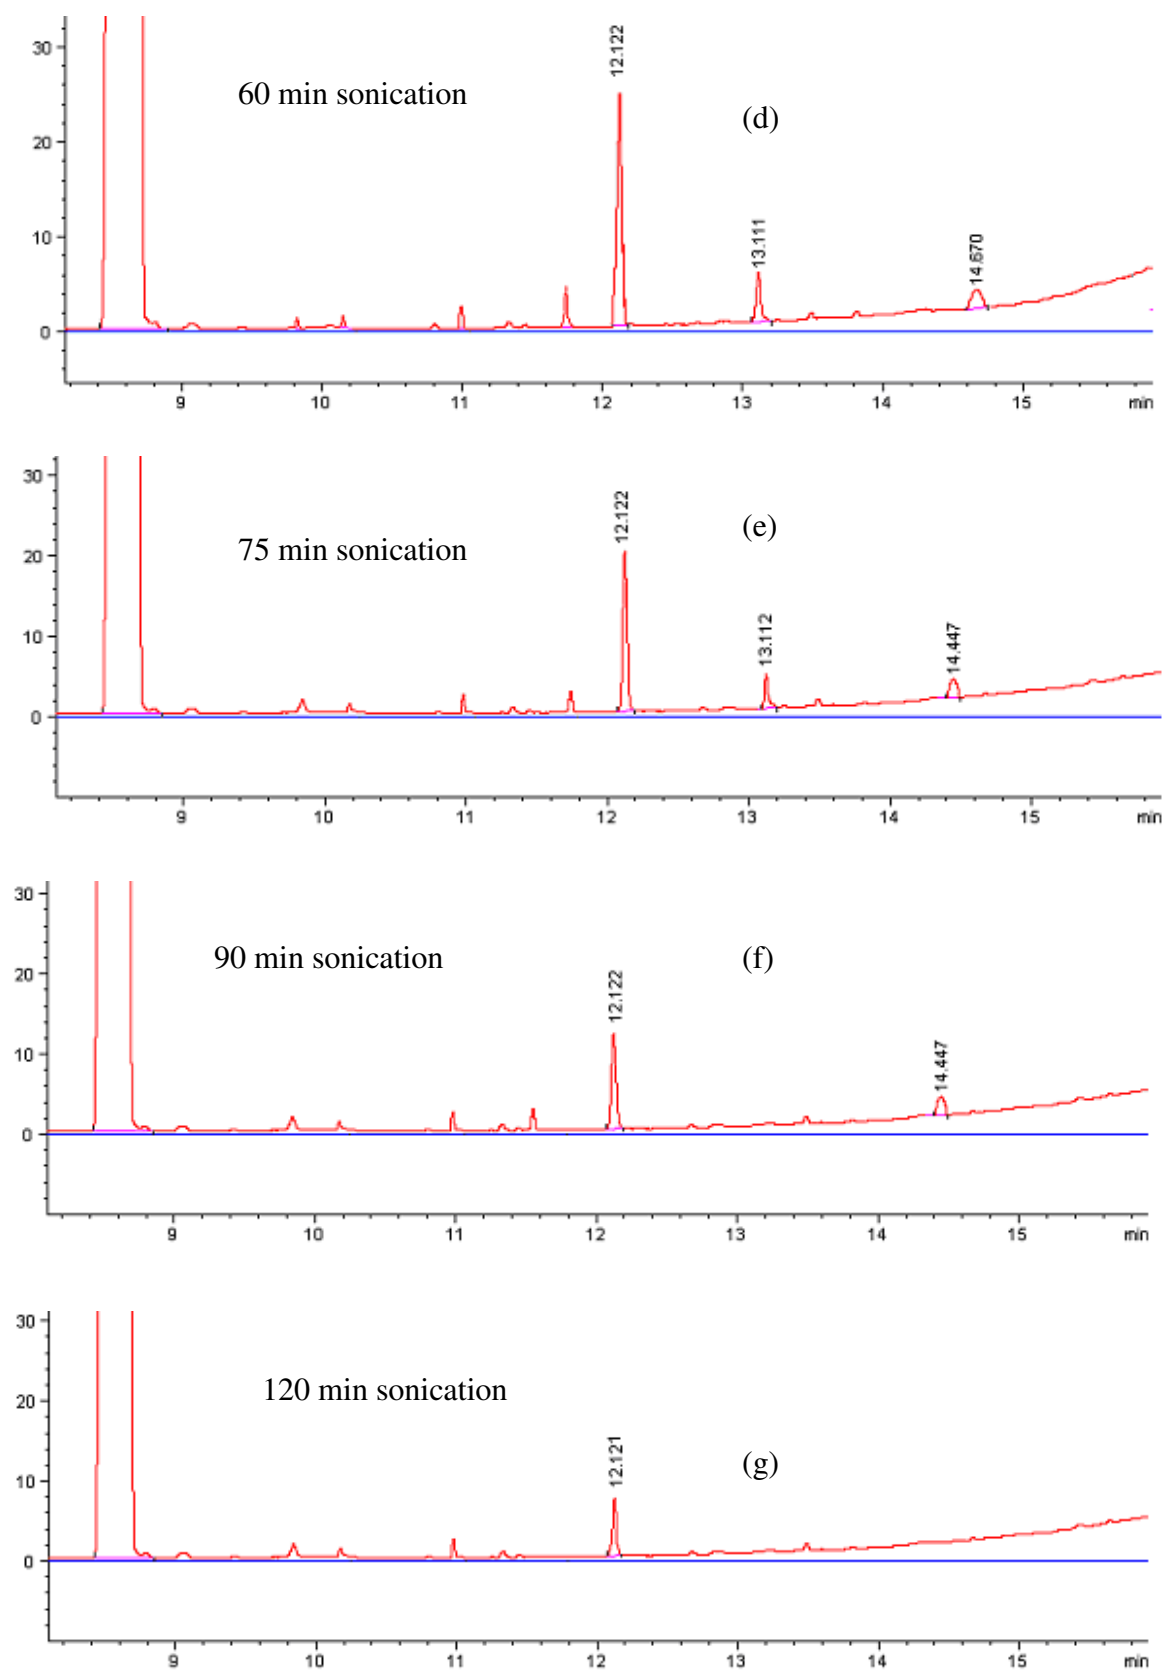 12.122
30
60 min sonication
(d)
20
13.111
14.670
10
0
9 10 11 12 13 14 15 min
30
12.122
(e)
75 min sonication
20
13.112
14.447
10
0
9 10 11 12 13 14 15 min
30
90 min sonication
(f)
20
12.122
14.447
10
0
9 10 11 12 13 14 15 min
30
120 min sonication
20
12.121
(g)
10
0
9 10 11 12 13 14 15 min